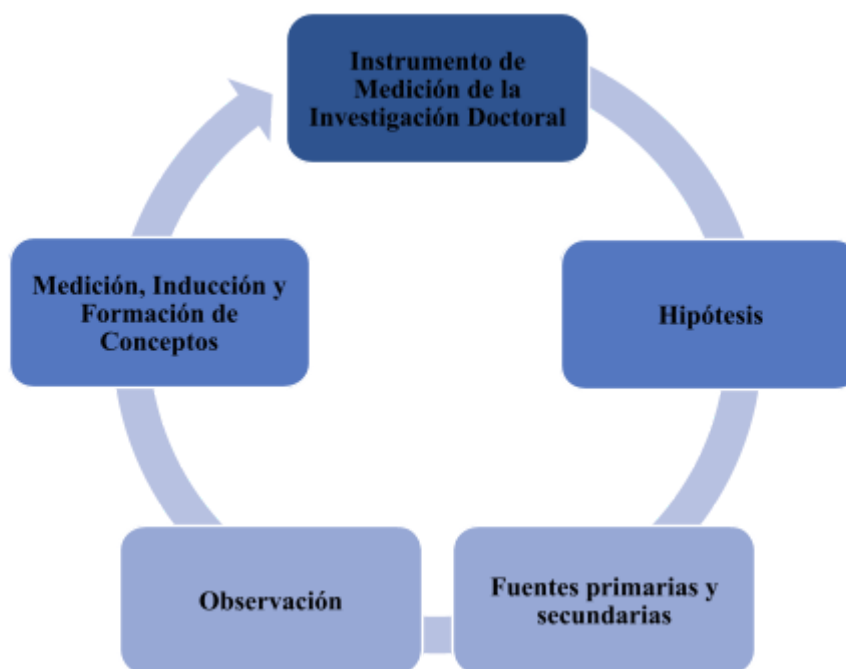 Instrumento de
Medición de la
Investigación Doctoral
Hipótesis
Fuentes primarias y
secundarias
Observación
Medición, Inducción y
Formación de
Conceptos